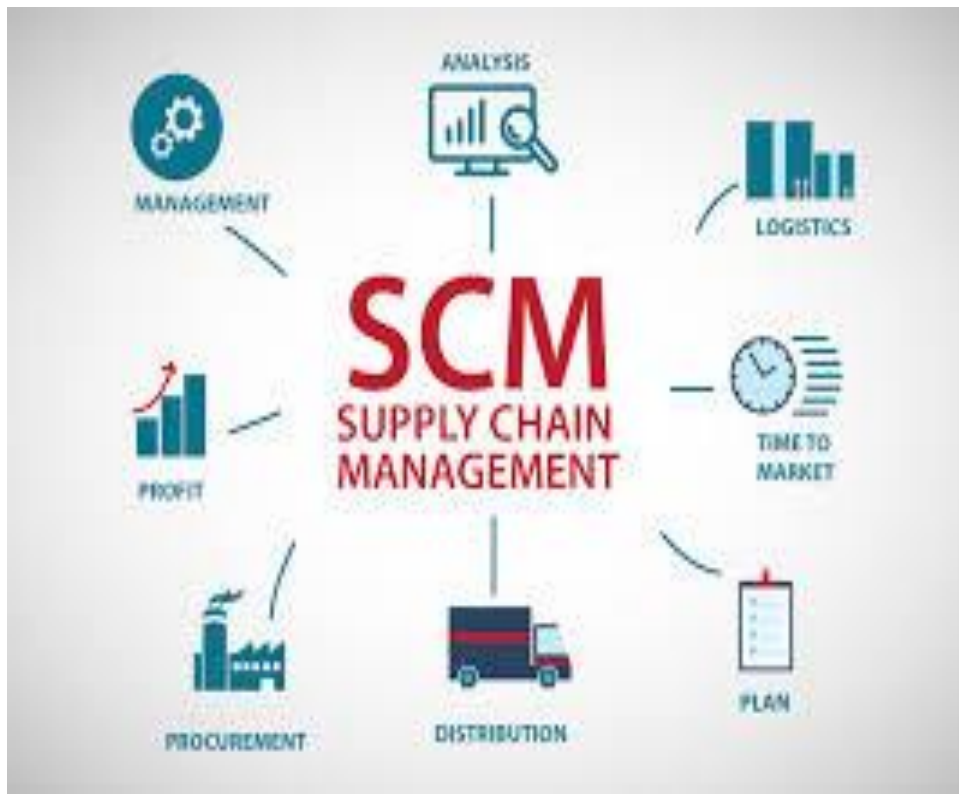 ANALYSIS
MANAGEMENT
LOGISTICS
SCM
SUPPLY CHAIN
MANAGEMENT
TIME TO
MARKET
PROFIT
PLAN
PROCUREMENT
DISTRIBUTION